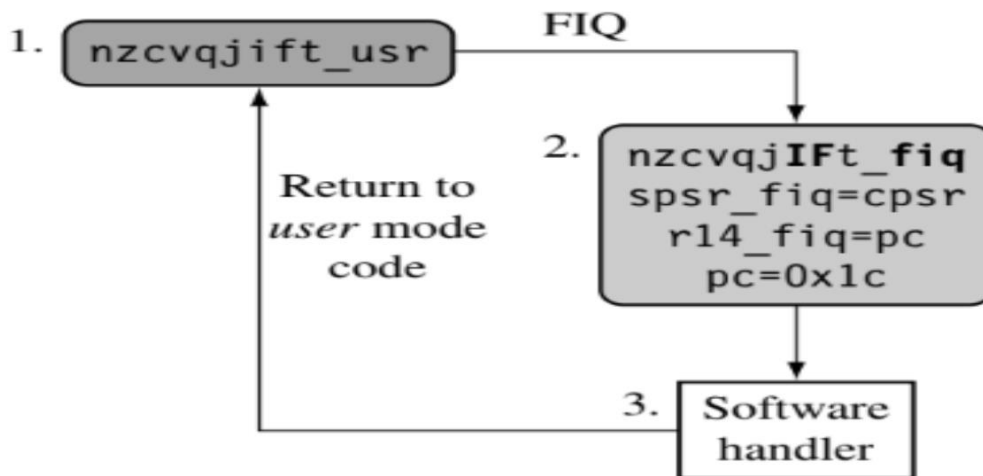 1.
nzcvqjift_usr
FIQ
2.
nzcvqjIFt_fiq
spsr_fiq=cpsr
r14_fiq=pc
pc=0x1c
Return to
user mode
code
3.
Software
handler